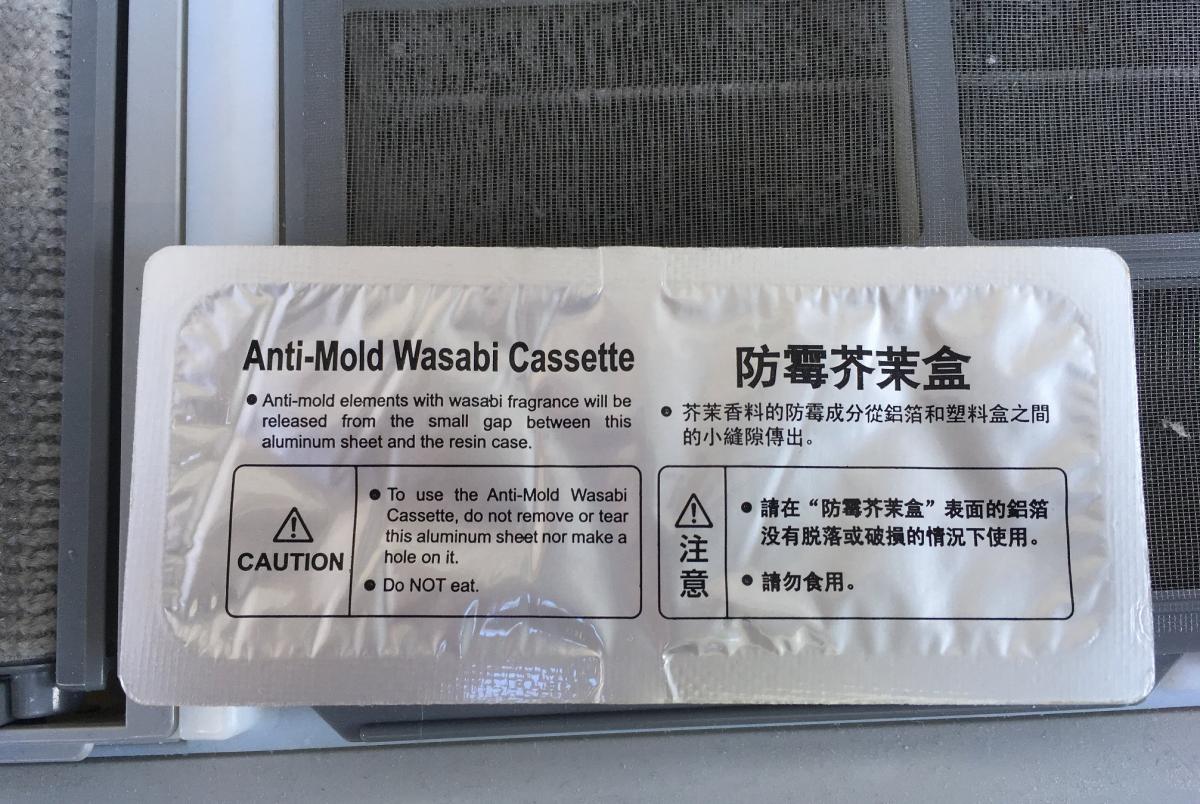 Anti-Mold Wasabi Cassette
● Anti-mold elements with wasabi fragrance will be
released from the small gap between this
aluminum sheet and the resin case.
CAUTION
● To use the Anti-Mold Wasabi
Cassette, do not remove or tear
this aluminum sheet nor make a
hole on it.
● Do NOT eat.
防霉芥茉盒
● 芥茉香料的防霉成分從鋁箔和塑料盒之間
的小縫隙傳出。
注
意
● 請在“防霉芥茉盒”表面的鋁箔
没有脱落或破損的情況下使用。
● 請勿食用。